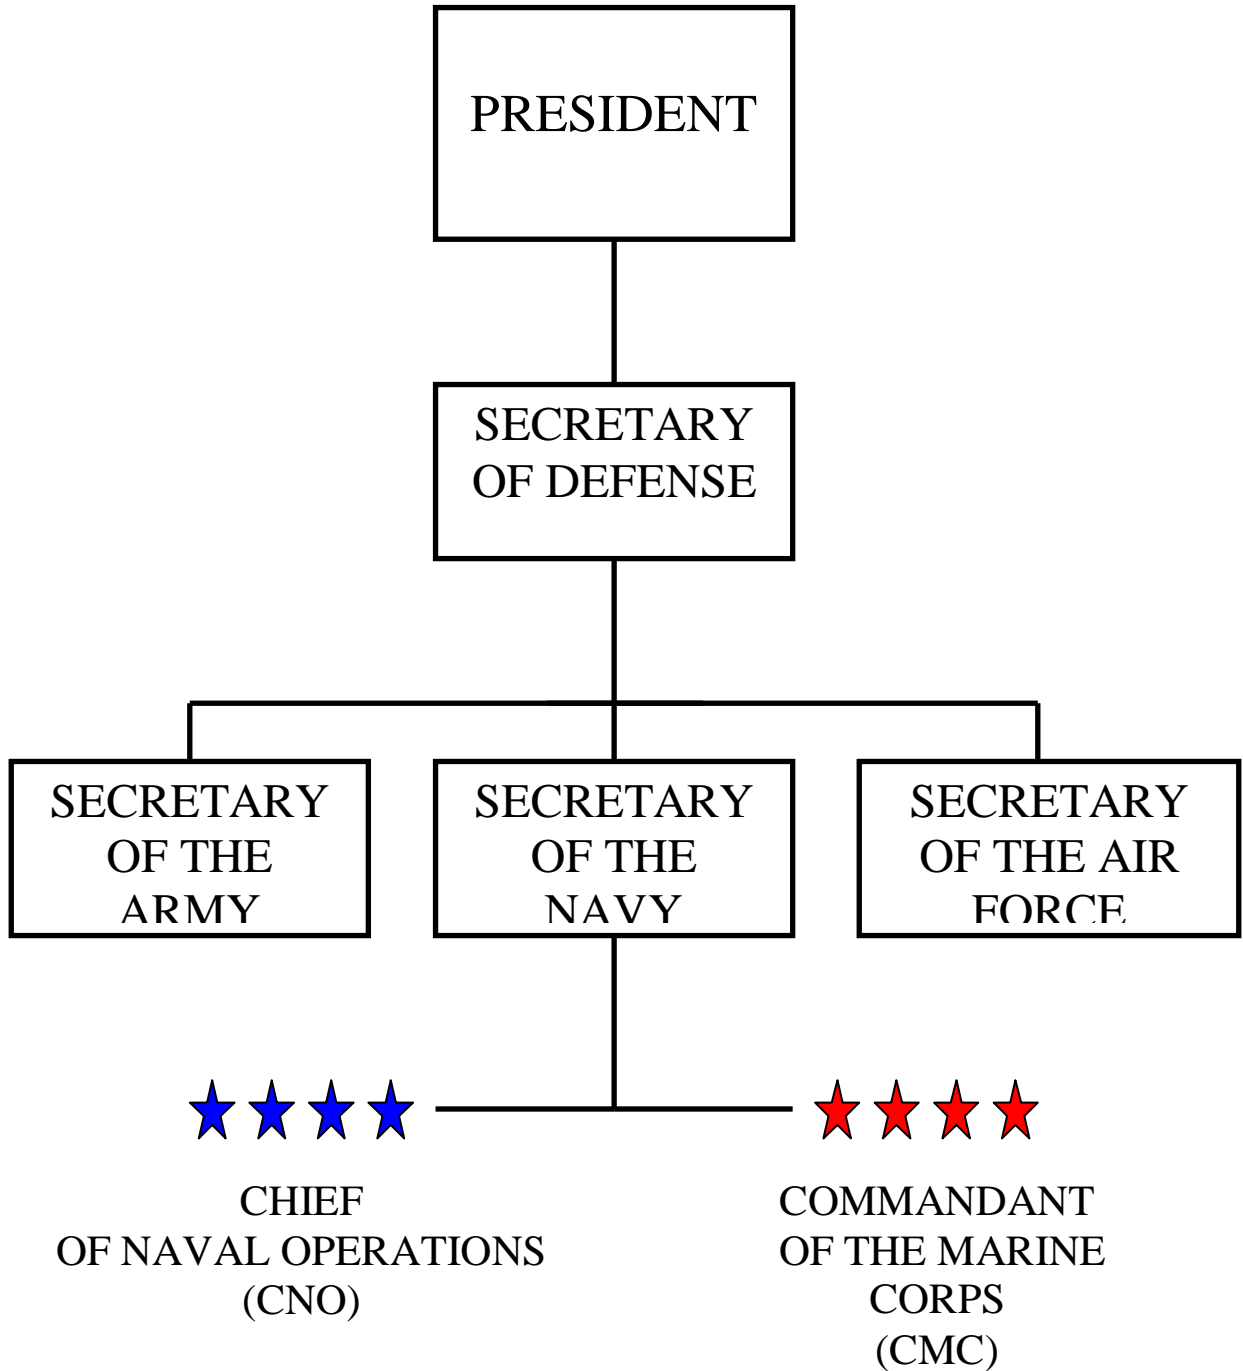 PRESIDENT
SECRETARY
OF DEFENSE
SECRETARY
OF THE
ARMY
SECRETARY
OF THE
NAVY
SECRETARY
OF THE AIR
FORCE
CHIEF
OF NAVAL OPERATIONS
(CNO)
COMMANDANT
OF THE MARINE
CORPS
(CMC)